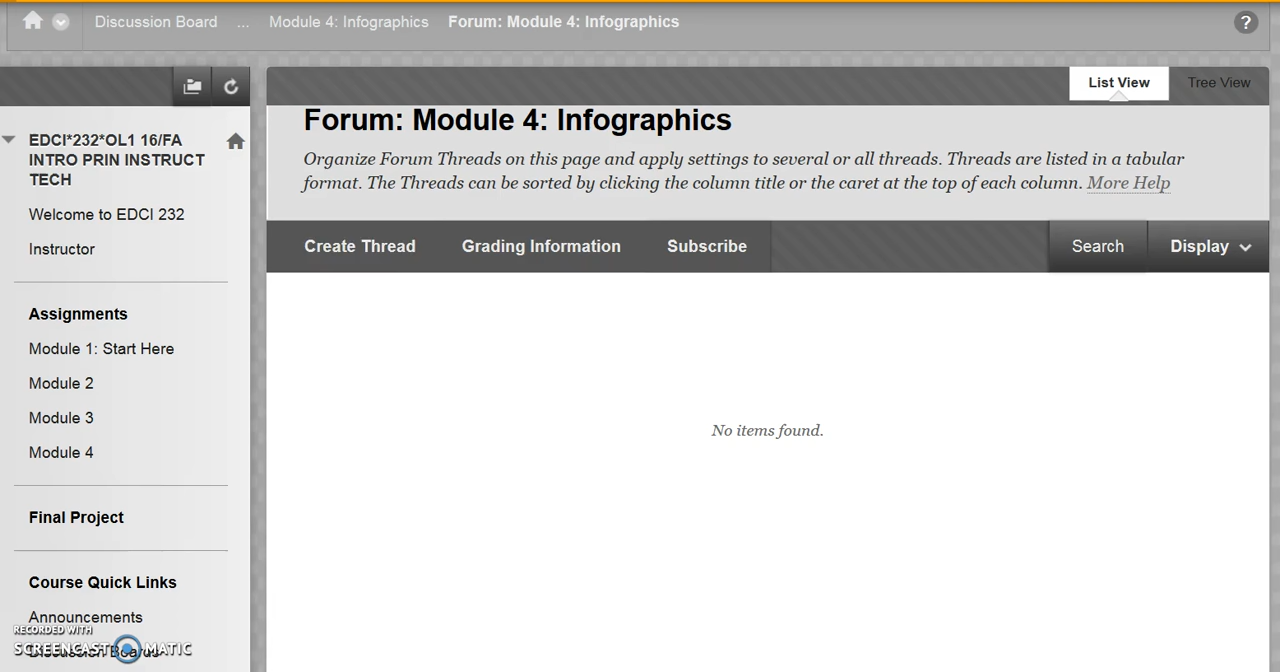 Discussion Board ... Module 4: Infographics Forum: Module 4: Infographics ?
List View Tree View
Forum: Module 4: Infographics
Organize Forum Threads on this page and apply settings to several or all threads. Threads are listed in a tabular
format. The Threads can be sorted by clicking the column title or the caret at the top of each column. More Help
Create Thread Grading Information Subscribe Search Display
No items found.
EDCI*232*OL1 16/FA
INTRO PRIN INSTRUCT
TECH
Welcome to EDCI 232
Instructor
Assignments
Module 1: Start Here
Module 2
Module 3
Module 4
Final Project
Course Quick Links
Announcements
RECORDED WITH
SCREENCAST-O-MATIC
Discussion Boards